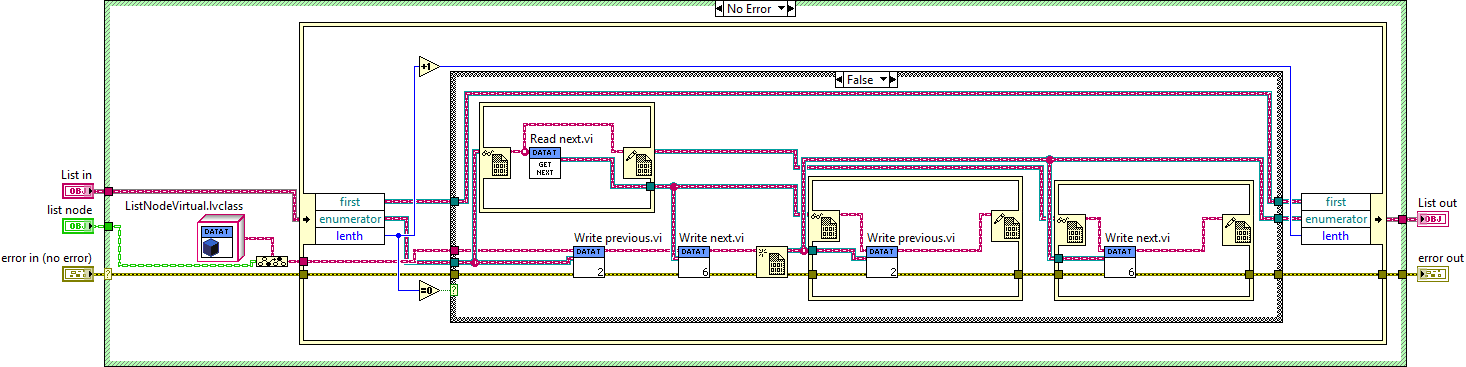 No Error
+1
False
Read next.vi
DATAT
GET
NEXT
List in
OBJ
ListNodeVirtual.lvclass
DATAT
list node
OBJ
first
enumerator
lenth
error in (no error)
?
=0
?
Write previous.vi
DATAT
2
Write next.vi
DATAT
6
Write previous.vi
DATAT
2
Write next.vi
DATAT
6
first
enumerator
lenth
List out
OBJ
error out